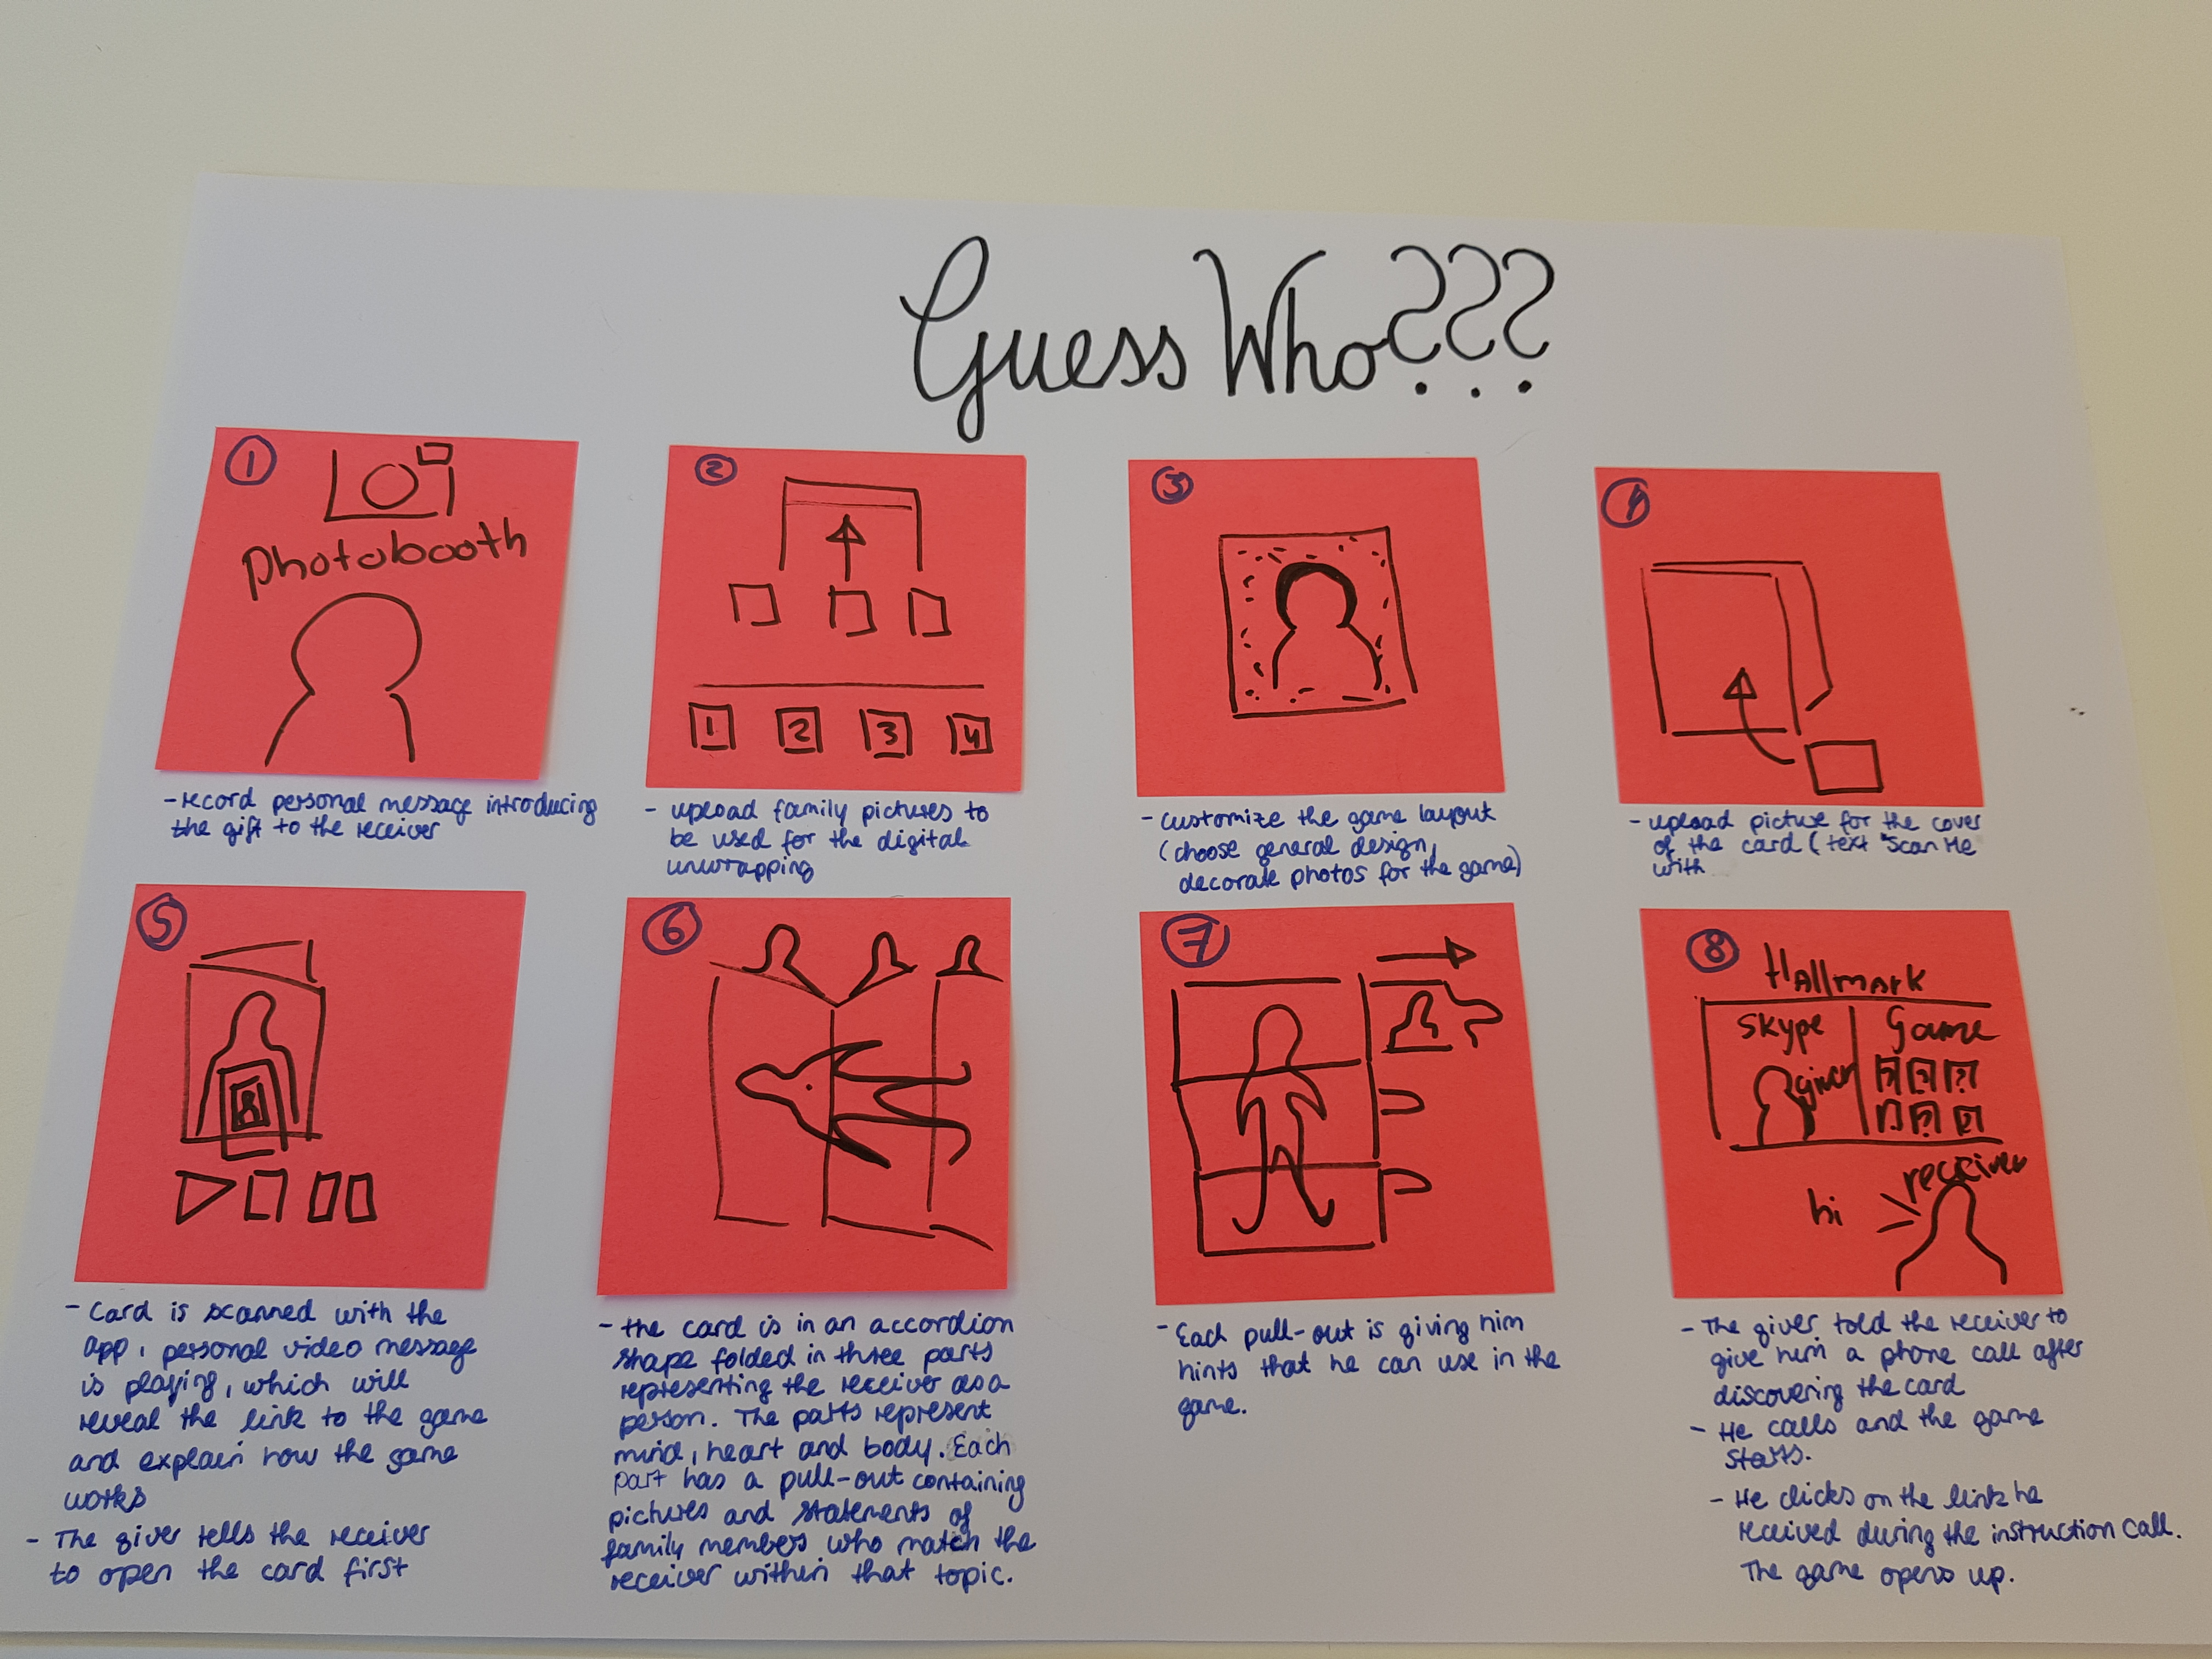 Guess Who???
1
Photobooth
- record personal message introducing
the gift to the receiver
2
1 2 3 4
- upload family pictures to
be used for the digital
unwrapping
3
- customize the game layout
(choose general design,
decorate photos for the game)
4
- upload picture for the cover
of the card (text "scan me
with
5
- card is scanned with the
app, personal video message
is playing, which will
reveal the link to the game
and explain how the game
works
- The giver tells the receiver
to open the card first
6
- the card is in an accordion
shape folded in three parts
representing the receiver as a
person. The parts represent
mind, heart and body. Each
part has a pull-out containing
pictures and statements of
family members who match the
receiver within that topic.
7
- Each pull-out is giving him
hints that he can use in the
game.
8
Hallmark
skype game
giver
receiver
hi
- The giver told the receiver to
give him a phone call after
discovering the card
- He calls and the game
starts.
- He clicks on the link he
received during the instruction call.
The game opens up.